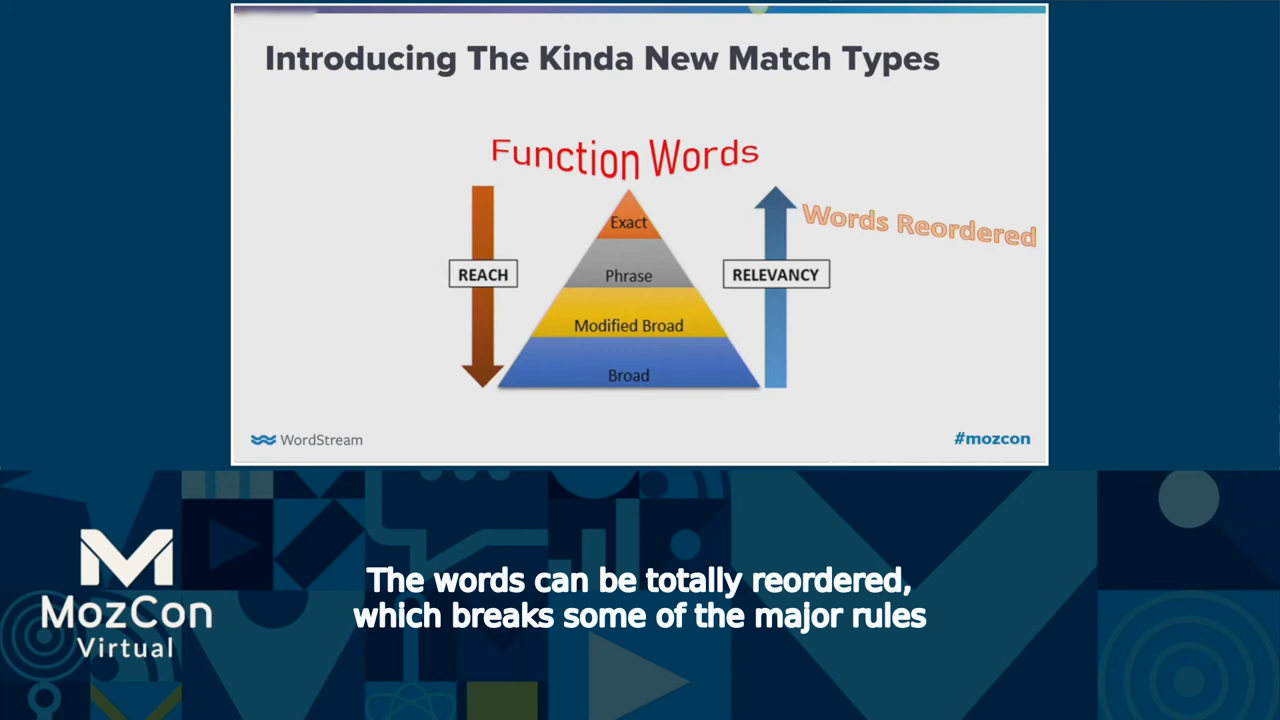 Introducing The Kinda New Match Types
Function Words
Words Reordered
Exact
REACH
Phrase
RELEVANCY
Modified Broad
Broad
WordStream
#mozcon
MozCon
Virtual
The words can be totally reordered,
which breaks some of the major rules